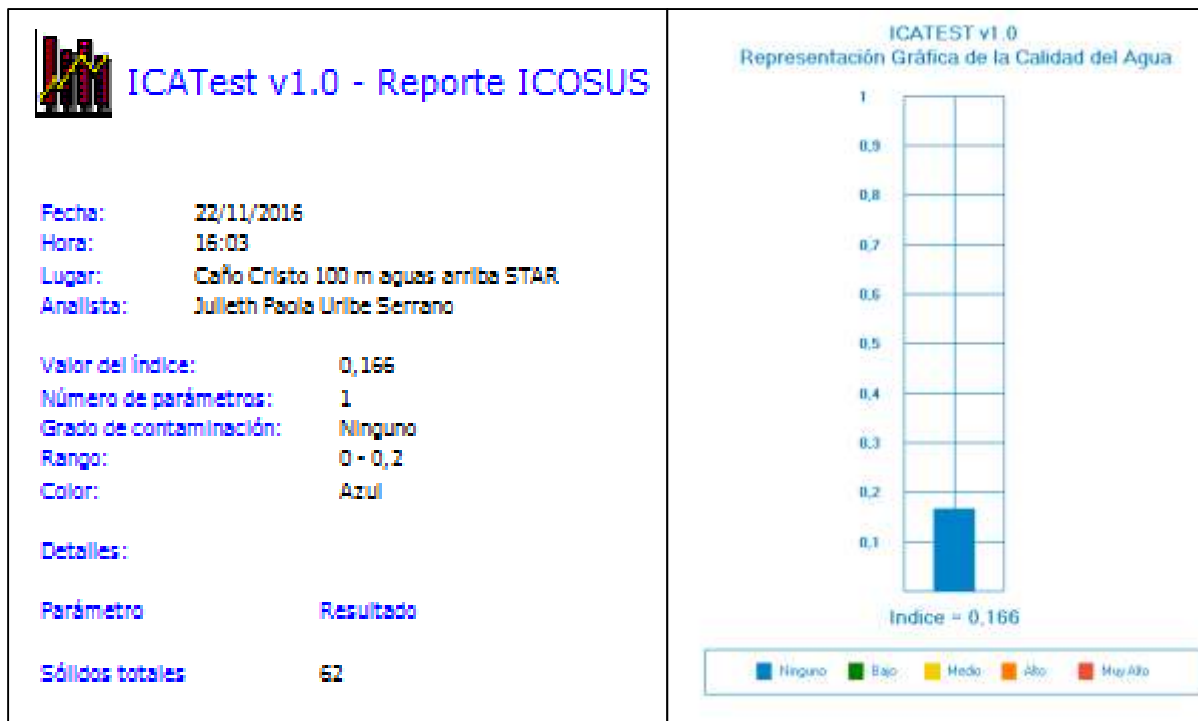 ICATest v1.0 - Reporte ICOSUS
Fecha: 22/11/2016
Hora: 16:03
Lugar: Caño Cristo 100 m aguas arriba STAR
Analista: Julieth Paola Uribe Serrano
Valor del índice: 0,166
Número de parámetros: 1
Grado de contaminación: Ninguno
Rango: 0 - 0,2
Color: Azul
Detalles:
Parámetro Resultado
Sólidos totales 62
ICATEST v1.0
Representación Gráfica de la Calidad del Agua
1
0,9
0,8
0,7
0,6
0,5
0,4
0,3
0,2
0,1
Indice = 0,166
Ninguno Bajo Medio Alto Muy Alto